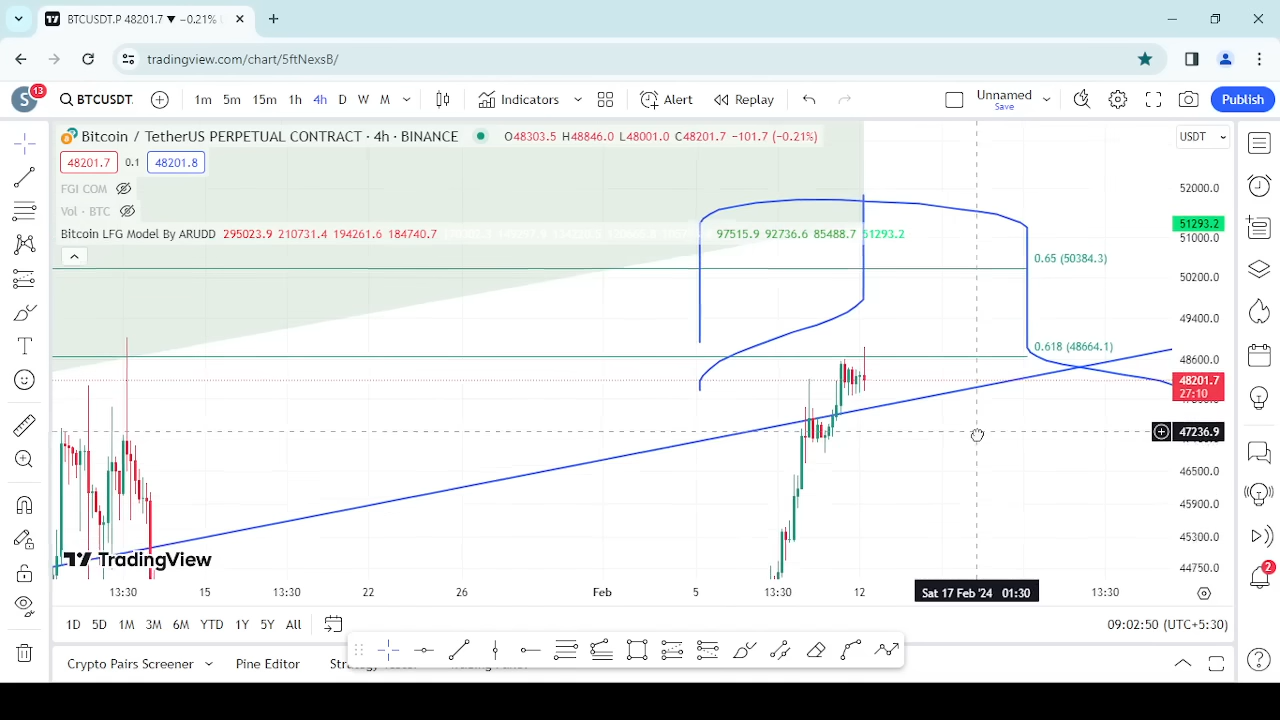 BTCUSDT.P 48201.7 ▼ −0.21%
tradingview.com/chart/5ftNexsB/
S 13 BTCUSDT. 1m 5m 15m 1h 4h D W M Indicators Alert Replay Unnamed Save Publish
Bitcoin / TetherUS PERPETUAL CONTRACT · 4h · BINANCE O48303.5 H48846.0 L48001.0 C48201.7 −101.7 (−0.21%) USDT
48201.7 0.1 48201.8
FGI COM
Vol · BTC
Bitcoin LFG Model By ARUDD 295023.9 210731.4 194261.6 184740.7 97515.9 92736.6 85488.7 51293.2
52000.0
51293.2
51000.0
0.65 (50384.3)
50200.0
49400.0
0.618 (48664.1)
48600.0
48201.7
27:10
47236.9
46500.0
45900.0
45300.0
44750.0
TradingView
13:30 15 13:30 22 26 Feb 5 13:30 12 Sat 17 Feb '24 01:30 13:30
1D 5D 1M 3M 6M YTD 1Y 5Y All 09:02:50 (UTC+5:30)
Crypto Pairs Screener Pine Editor
2